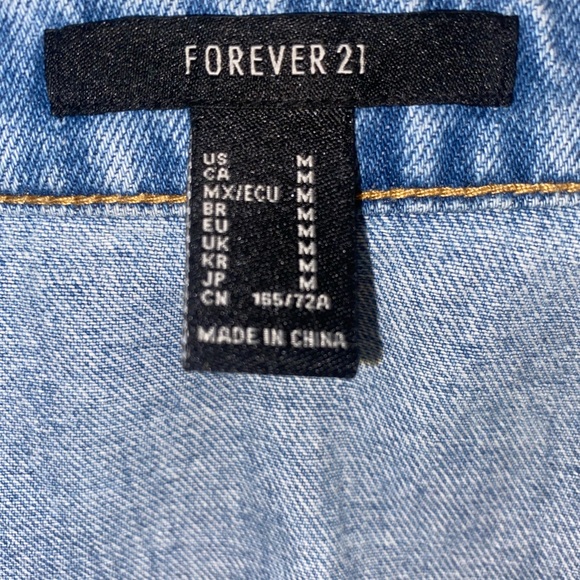 FOREVER 21
US M
CA M
MX/ECU M
BR M
EU M
UK M
KR M
JP M
CN 165/72A
MADE IN CHINA